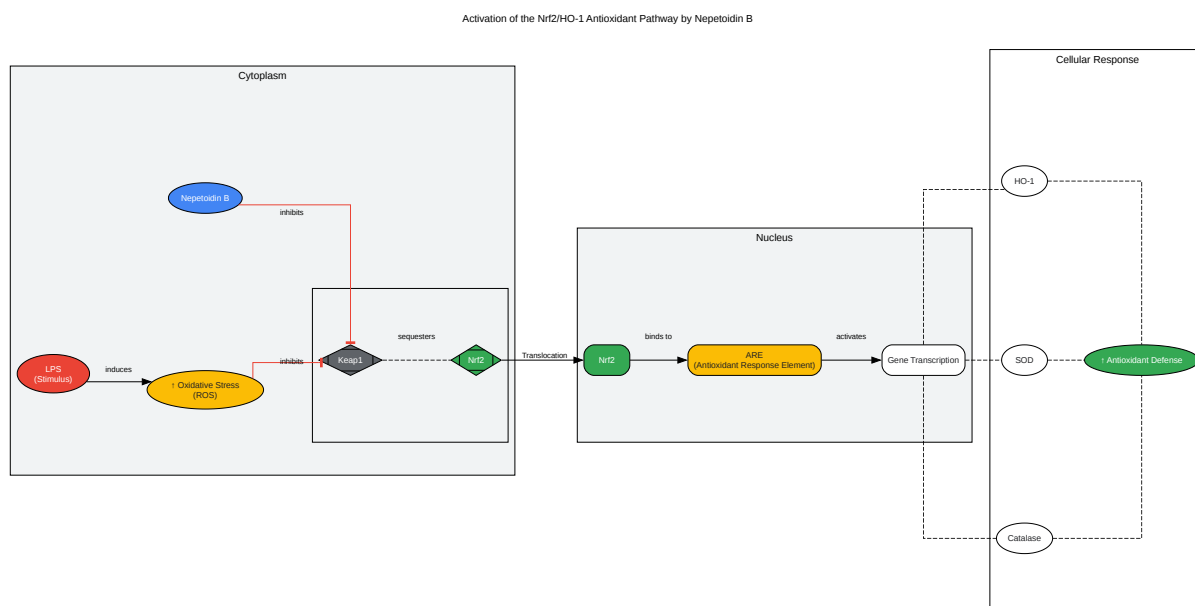 Activation of the Nrf2/HO-1 Antioxidant Pathway by Nepetoidin B
Cellular Response
Cytoplasm
HO-1
Nepetoidin B
inhibits
Nucleus
sequesters
binds to
activates
LPS
(Stimulus)
induces
↑ Oxidative Stress
(ROS)
inhibits
Keap1
Nrf2
Translocation
Nrf2
ARE
(Antioxidant Response Element)
Gene Transcription
SOD
↑ Antioxidant Defense
Catalase